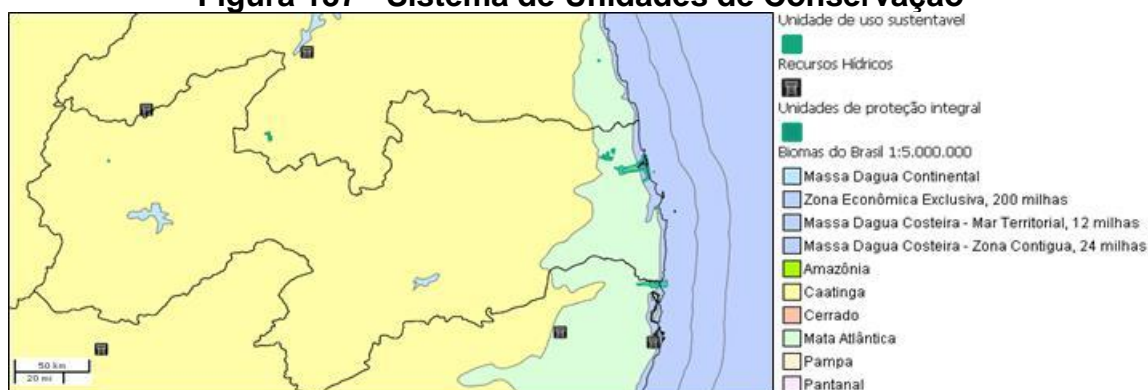 Figura 137 - Sistema de Unidades de Conservação
Unidade de uso sustentavel
Recursos Hídricos
Unidades de proteção integral
Biomas do Brasil 1:5.000.000
Massa Dagua Continental
Zona Econômica Exclusiva, 200 milhas
Massa Dagua Costeira - Mar Territorial, 12 milhas
Massa Dagua Costeira - Zona Contigua, 24 milhas
Amazônia
Caatinga
Cerrado
Mata Atlântica
Pampa
Pantanal
50 km
20 mi